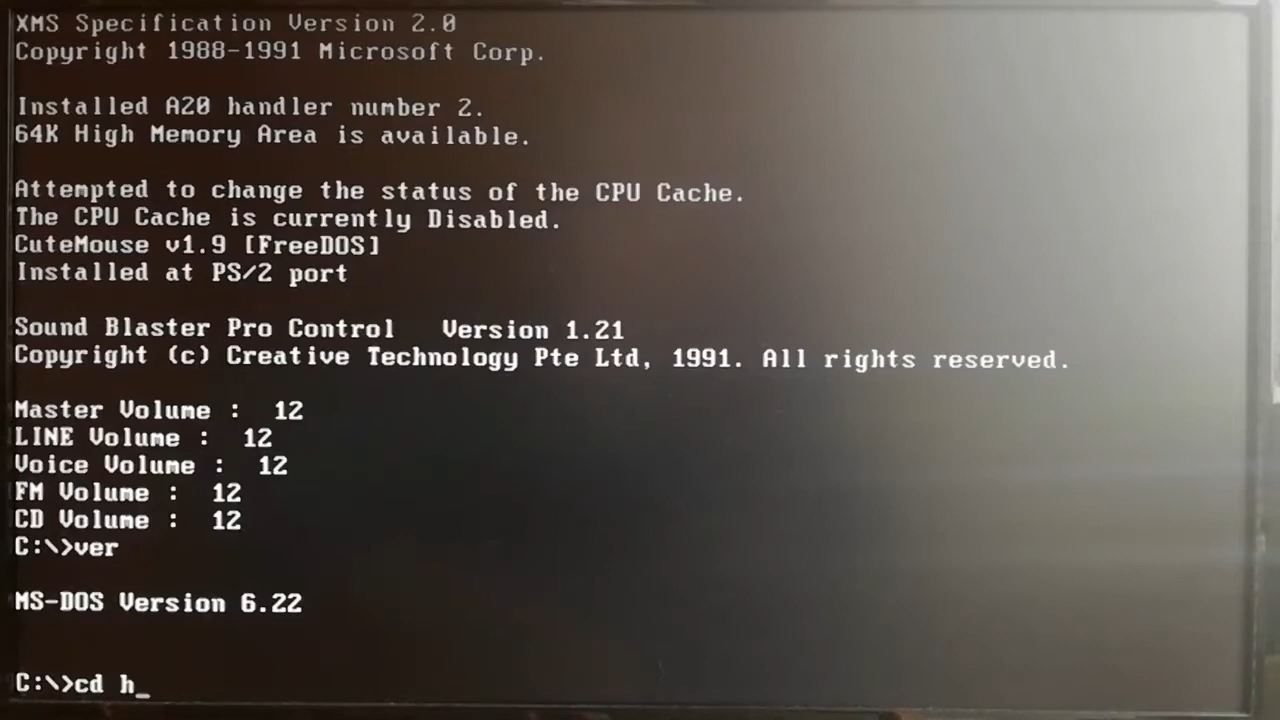 XMS Specification Version 2.0
Copyright 1988-1991 Microsoft Corp.
Installed A20 handler number 2.
64K High Memory Area is available.
Attempted to change the status of the CPU Cache.
The CPU Cache is currently Disabled.
CuteMouse v1.9 [FreeDOS]
Installed at PS/2 port
Sound Blaster Pro Control   Version 1.21
Copyright (c) Creative Technology Pte Ltd, 1991. All rights reserved.
Master Volume :  12
LINE Volume :  12
Voice Volume :  12
FM Volume :  12
CD Volume :  12
C:\>ver
MS-DOS Version 6.22
C:\>cd h_